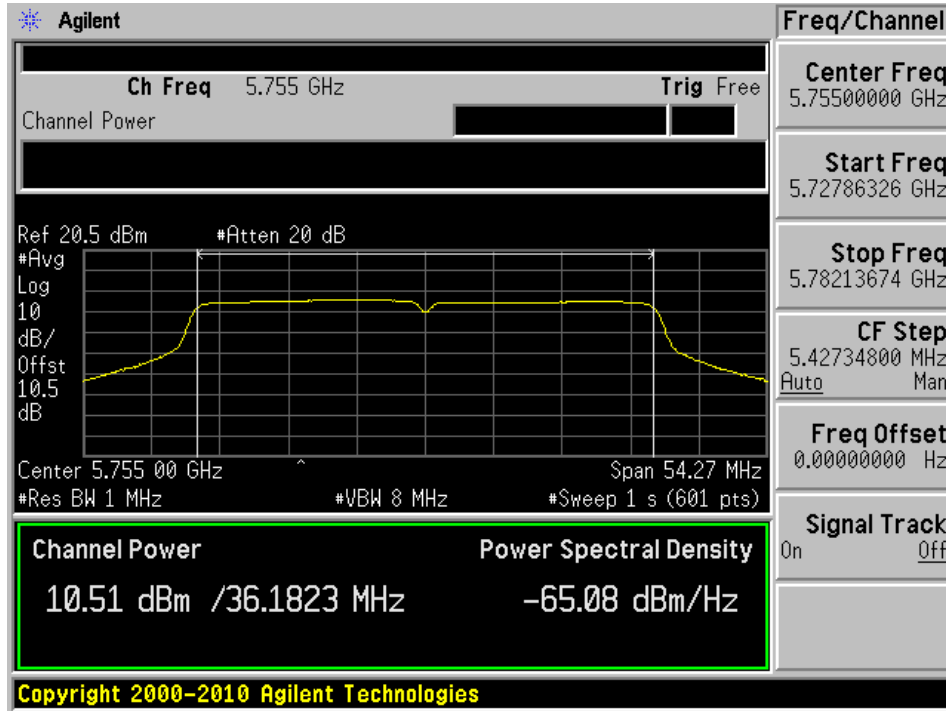 Agilent
Freq/Channel
Ch Freq 5.755 GHz Trig Free
Channel Power
Center Freq
5.75500000 GHz
Start Freq
5.72786326 GHz
Stop Freq
5.78213674 GHz
CF Step
5.42734800 MHz
Auto Man
Freq Offset
0.00000000 Hz
Signal Track
On Off
Ref 20.5 dBm #Atten 20 dB
#Avg
Log
10
dB/
Offst
10.5
dB
Center 5.755 00 GHz Span 54.27 MHz
#Res BW 1 MHz #VBW 8 MHz #Sweep 1 s (601 pts)
Channel Power Power Spectral Density
10.51 dBm /36.1823 MHz -65.08 dBm/Hz
Copyright 2000-2010 Agilent Technologies